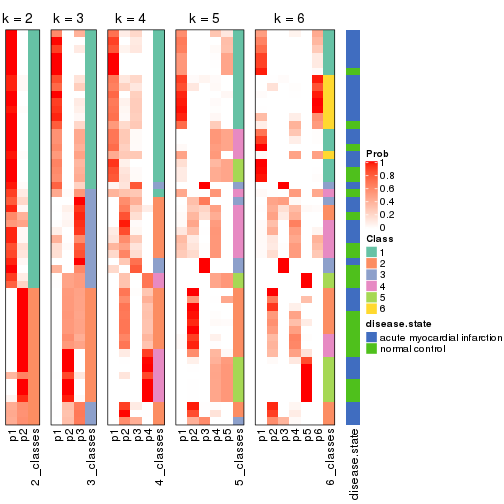 k = 2
k = 3
k = 4
k = 5
k = 6
Prob
1
0.8
0.6
0.4
0.2
0
Class
1
2
3
4
5
6
disease.state
acute myocardial infarction
normal control
p1
p2
2_classes
p1
p2
p3
3_classes
p1
p2
p3
p4
4_classes
p1
p2
p3
p4
p5
5_classes
p1
p2
p3
p4
p5
p6
6_classes
disease.state